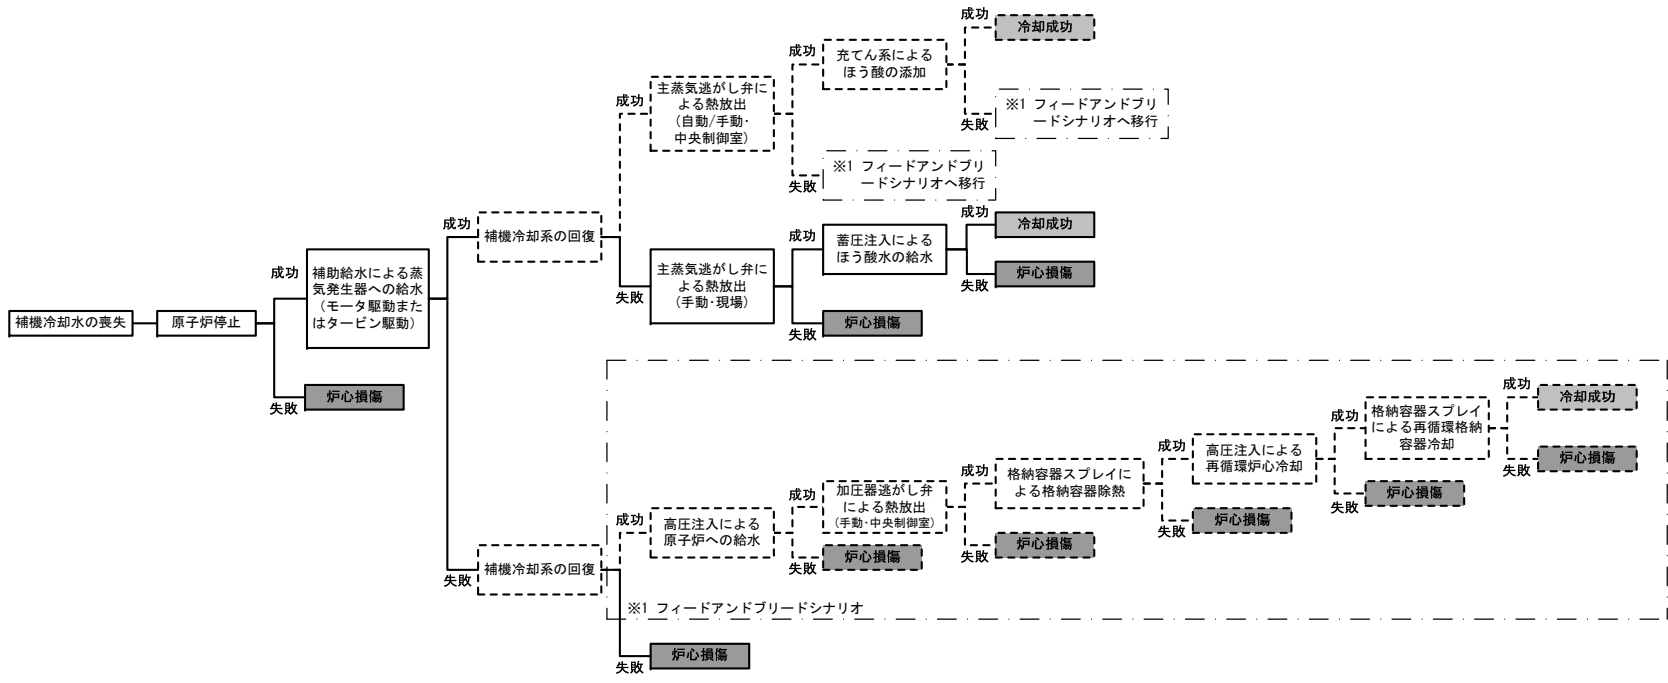 補機冷却水の喪失
原子炉停止
成功
補助給水による蒸
気発生器への給水
（モータ駆動また
はタービン駆動）
失敗
炉心損傷
成功
補機冷却系の回復
成功
主蒸気逃がし弁に
よる熱放出
（自動/手動・
中央制御室）
成功
充てん系による
ほう酸の添加
成功
冷却成功
失敗
※1 フィードアンドブリ
ードシナリオへ移行
失敗
※1 フィードアンドブリ
ードシナリオへ移行
失敗
主蒸気逃がし弁に
よる熱放出
（手動・現場）
成功
蓄圧注入による
ほう酸水の給水
成功
冷却成功
失敗
炉心損傷
失敗
炉心損傷
失敗
補機冷却系の回復
成功
高圧注入による
原子炉への給水
成功
加圧器逃がし弁
による熱放出
（手動・中央制御室）
成功
格納容器スプレイに
よる格納容器除熱
成功
高圧注入による
再循環炉心冷却
成功
格納容器スプレイ
による再循環格納
容器冷却
成功
冷却成功
失敗
炉心損傷
失敗
炉心損傷
失敗
炉心損傷
失敗
炉心損傷
失敗
炉心損傷
※1 フィードアンドブリードシナリオ
失敗
炉心損傷